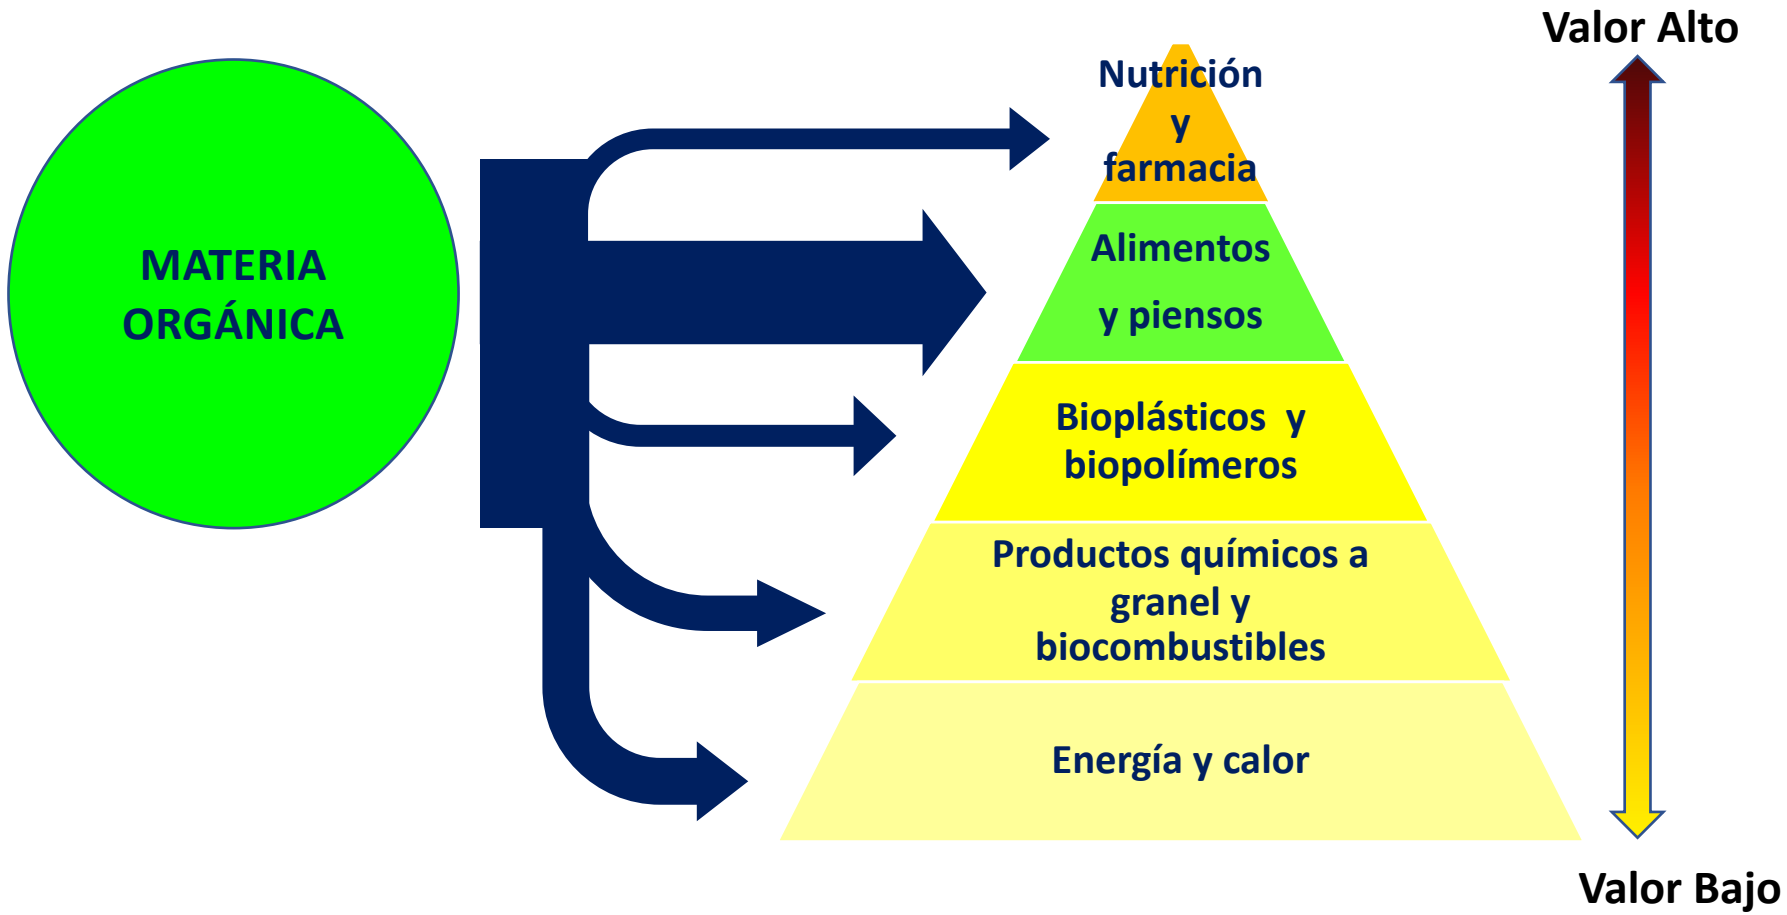 Valor Alto
Nutrición
y
farmacia
MATERIA
ORGÁNICA
Alimentos
y piensos
Bioplásticos y
biopolímeros
Productos químicos a
granel y
biocombustibles
Energía y calor
Valor Bajo